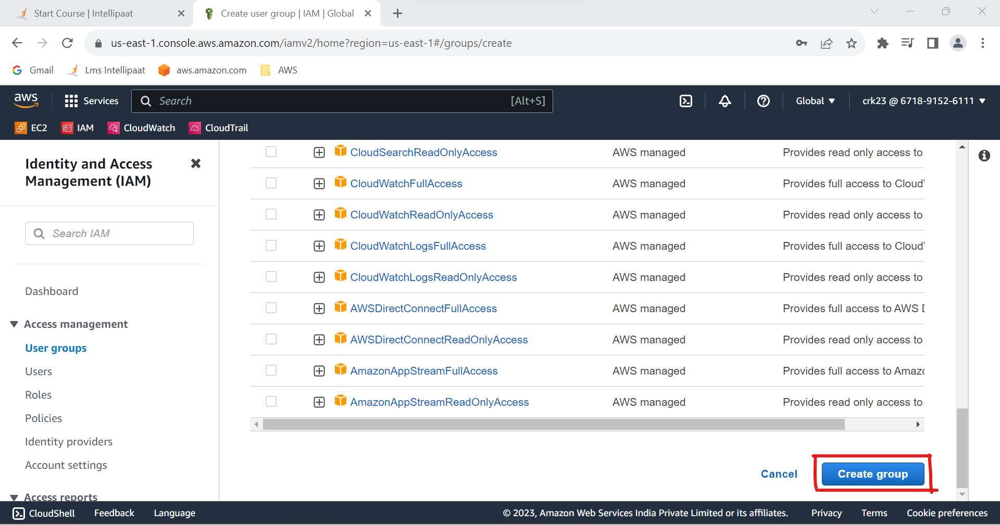 Start Course | Intellipaat
Create user group | IAM | Global
us-east-1.console.aws.amazon.com/iamv2/home?region=us-east-1#/groups/create
Gmail
Lms Intellipaat
aws.amazon.com
AWS
aws
Services
Search
[Alt+S]
Global
crk23 @ 6718-9152-6111
EC2
IAM
CloudWatch
CloudTrail
Identity and Access
Management (IAM)
Search IAM
Dashboard
Access management
User groups
Users
Roles
Policies
Identity providers
Account settings
Access reports
CloudSearchReadOnlyAccess AWS managed Provides read only access to
CloudWatchFullAccess AWS managed Provides full access to Cloud
CloudWatchReadOnlyAccess AWS managed Provides read only access to
CloudWatchLogsFullAccess AWS managed Provides full access to Cloud
CloudWatchLogsReadOnlyAccess AWS managed Provides read only access to
AWSDirectConnectFullAccess AWS managed Provides full access to AWS
AWSDirectConnectReadOnlyAccess AWS managed Provides read only access to
AmazonAppStreamFullAccess AWS managed Provides full access to Amaz
AmazonAppStreamReadOnlyAccess AWS managed Provides read only access to
Cancel
Create group
CloudShell
Feedback
Language
© 2023, Amazon Web Services India Private Limited or its affiliates.
Privacy
Terms
Cookie preferences